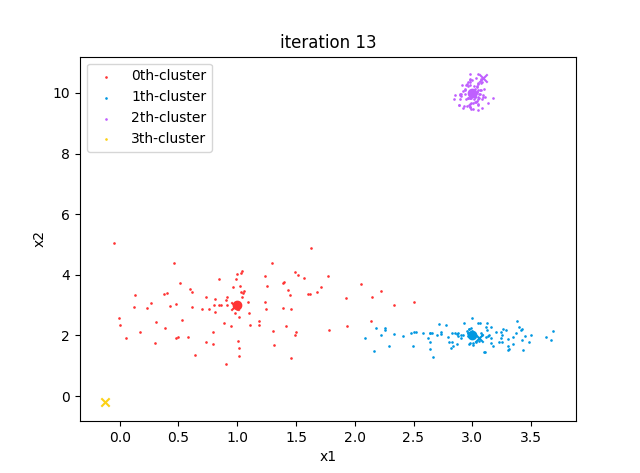 iteration 13
0th-cluster
1th-cluster
2th-cluster
3th-cluster
10
8
6
4
2
0
x2
0.0 0.5 1.0 1.5 2.0 2.5 3.0 3.5
x1